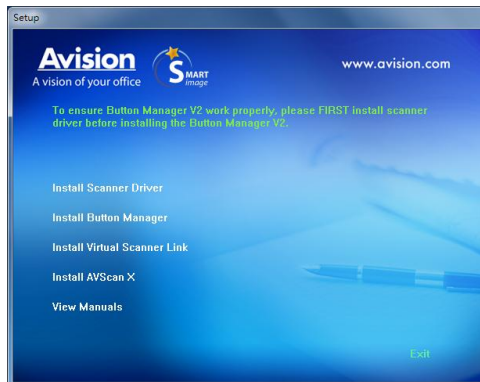 Setup
Avision
A vision of your office
SMART
image
www.avision.com
To ensure Button Manager V2 work properly, please FIRST install scanner
driver before installing the Button Manager V2.
Install Scanner Driver
Install Button Manager
Install Virtual Scanner Link
Install AVScan X
View Manuals
Exit